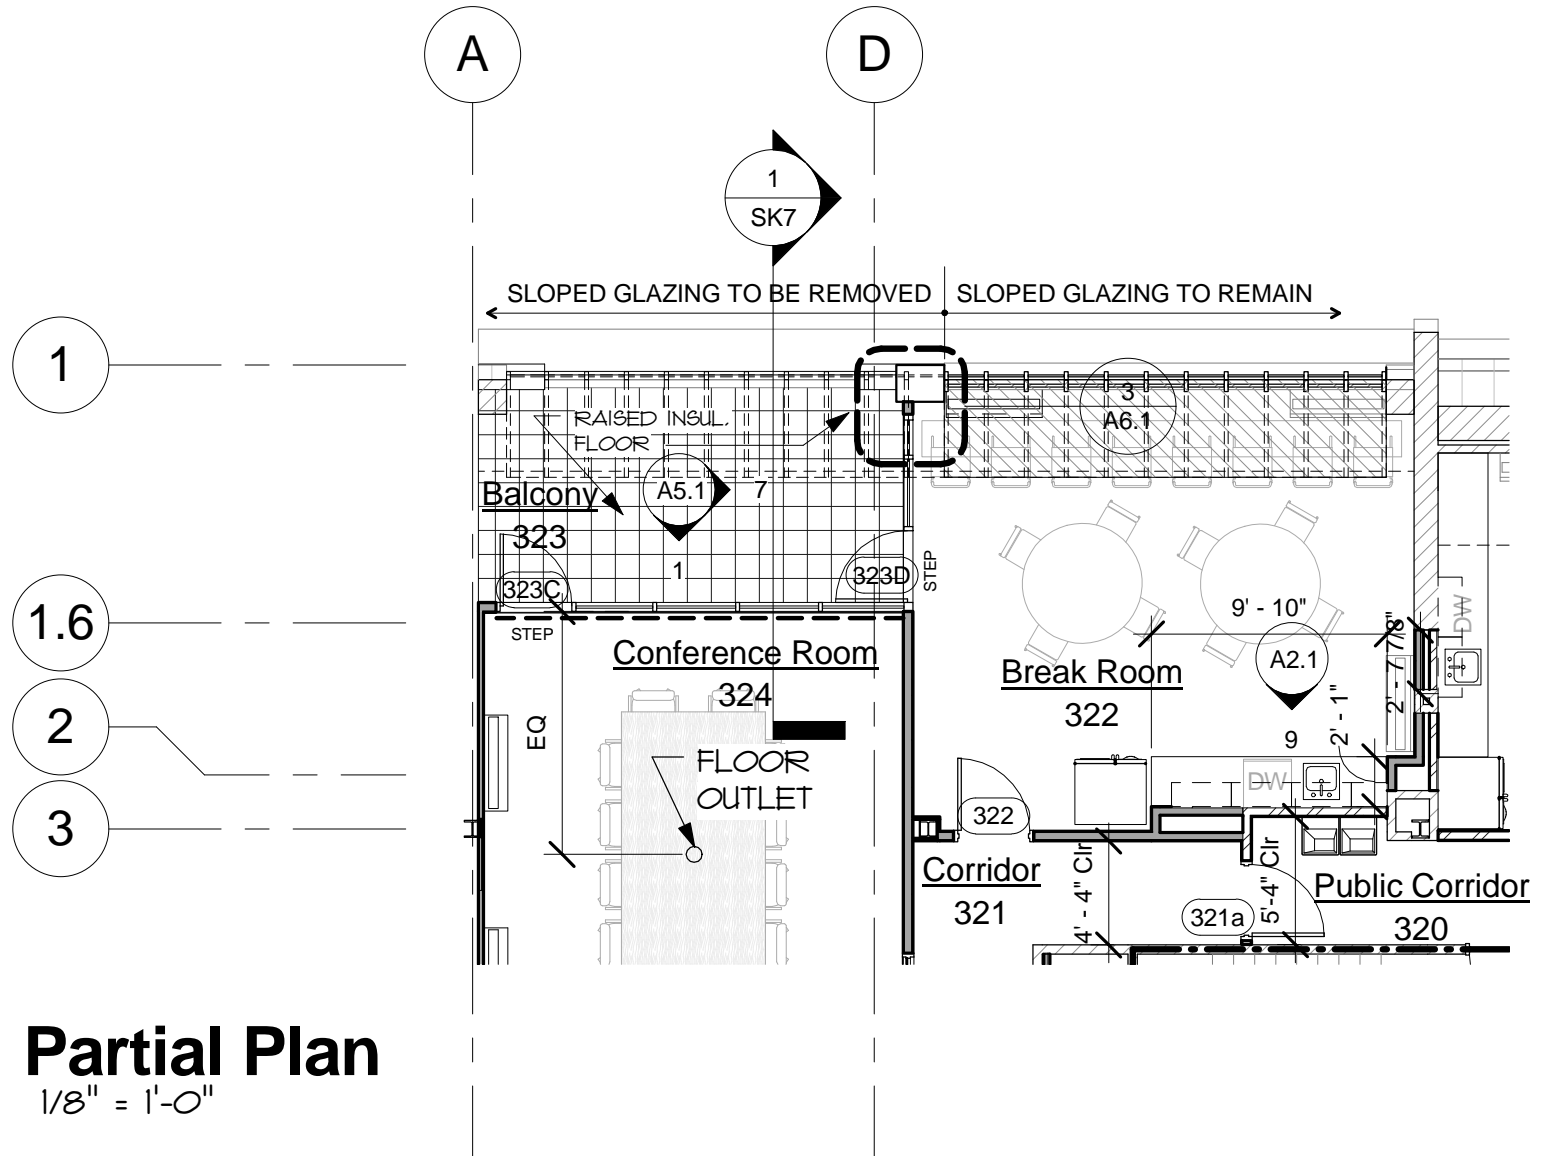 A
D
1
SK7
SLOPED GLAZING TO BE REMOVED
SLOPED GLAZING TO REMAIN
1
3
A6.1
RAISED INSUL.
FLOOR
A5.1
7
1
Balcony
323
323C
323D
STEP
STEP
1.6
Conference Room
324
EQ
FLOOR
OUTLET
9' - 10"
A2.1
9
Break Room
322
2' - 7 7/8"
2' - 1"
DW
DW
2
3
322
Corridor
321
4' - 4" Clr
5'-4" Clr
321a
Public Corridor
320
Partial Plan
1/8" = 1'-0"